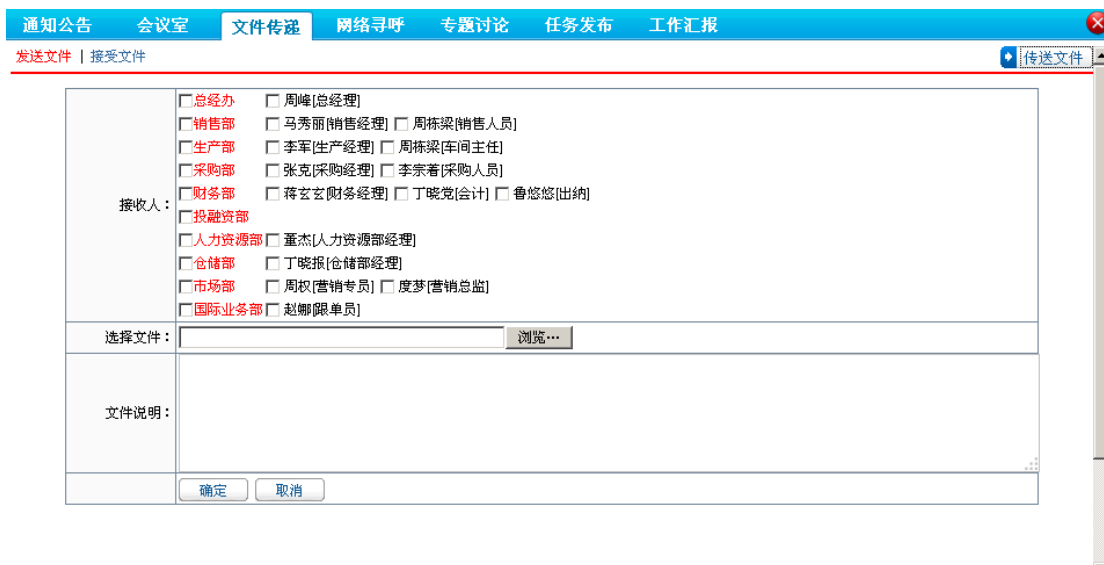 通知公告 会议室 文件传递 网络寻呼 专题讨论 任务发布 工作汇报
发送文件 | 接受文件 传送文件
总经办 周峰[总经理]
销售部 马秀丽[销售经理] 周栋梁[销售人员]
生产部 李军[生产经理] 周栋梁[车间主任]
采购部 张克[采购经理] 李宗着[采购人员]
接收人：
财务部 蒋玄玄[财务经理] 丁晓党[会计] 鲁悠悠[出纳]
投融资部
人力资源部 董杰[人力资源部经理]
仓储部 丁晓报[仓储部经理]
市场部 周权[营销专员] 度梦[营销总监]
国际业务部 赵娜[跟单员]
选择文件： 浏览…
文件说明：
确定 取消